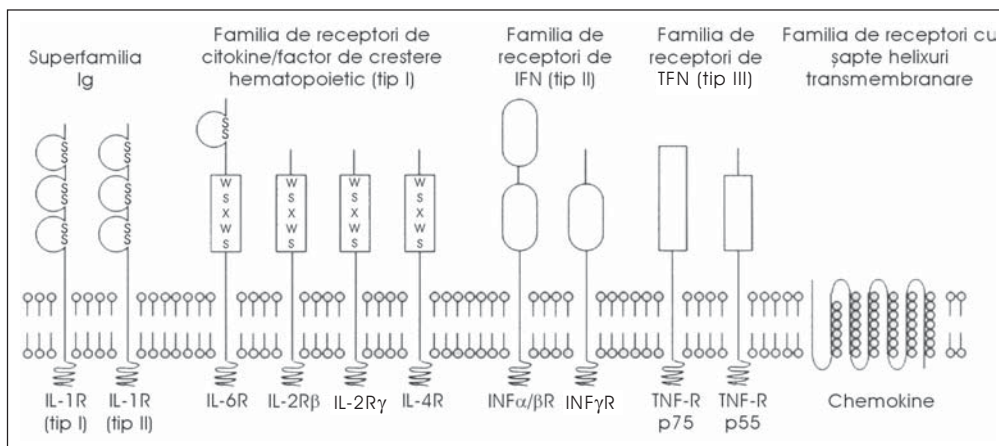 Superfamilia
Ig
Familia de receptori de
citokine/factor de crestere
hematopoietic (tip I)
Familia de
receptori de
IFN (tip II)
Familia de
receptori de
TFN (tip III)
Familia de receptori cu
șapte helixuri
transmembranare
S S
S S
S S
S S
S S
S S
S S
W S X W S
W S X W S
W S X W S
W S X W S
IL-1R
(tip I)
IL-1R
(tip II)
IL-6R
IL-2Rβ
IL-2Rγ
IL-4R
INFα/βR
INFγR
TNF-R
p75
TNF-R
p55
Chemokine